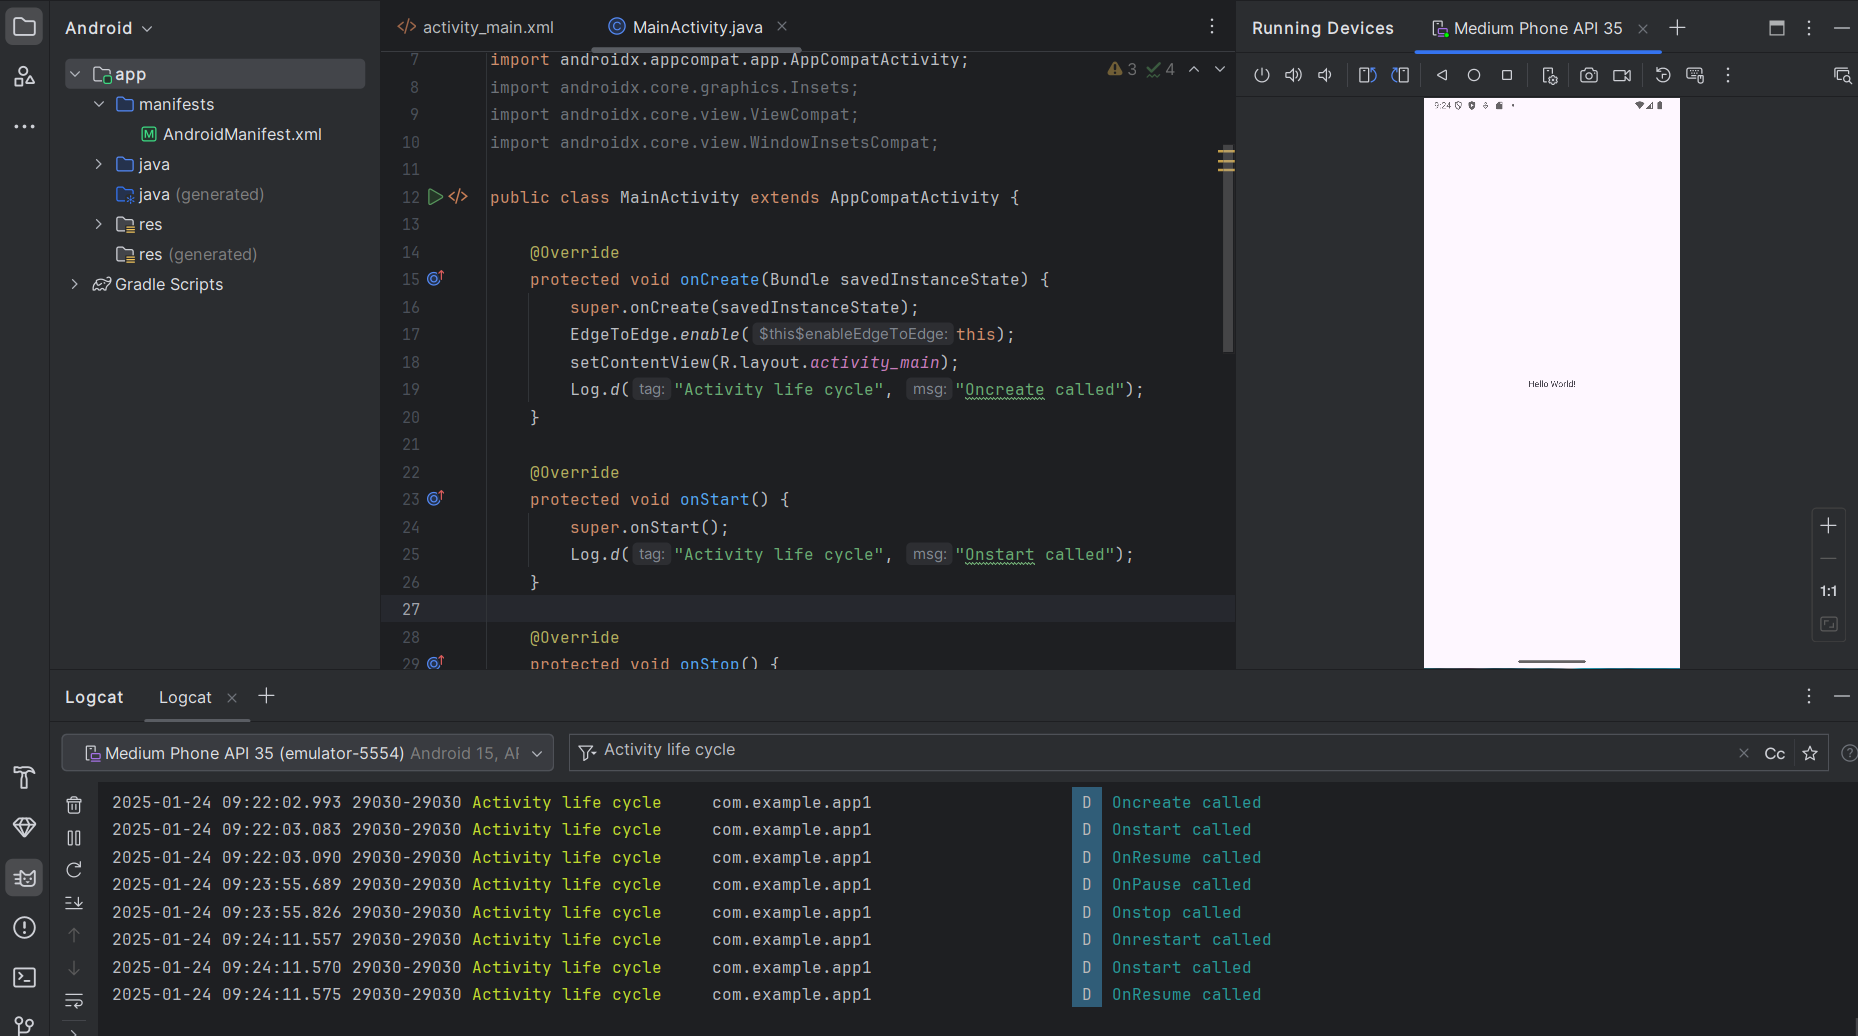 Android
app
manifests
AndroidManifest.xml
java
java (generated)
res
res (generated)
Gradle Scripts
activity_main.xml
MainActivity.java
3 4
7 import androidx.appcompat.app.AppCompatActivity;
8 import androidx.core.graphics.Insets;
9 import androidx.core.view.ViewCompat;
10 import androidx.core.view.WindowInsetsCompat;
11
12 public class MainActivity extends AppCompatActivity {
13
14 @Override
15 protected void onCreate(Bundle savedInstanceState) {
16 super.onCreate(savedInstanceState);
17 EdgeToEdge.enable( $this$enableEdgeToEdge: this);
18 setContentView(R.layout.activity_main);
19 Log.d( tag: "Activity life cycle", msg: "Oncreate called");
20 }
21
22 @Override
23 protected void onStart() {
24 super.onStart();
25 Log.d( tag: "Activity life cycle", msg: "Onstart called");
26 }
27
28 @Override
29 protected void onStop() {
Running Devices
Medium Phone API 35
9:24
Hello World!
1:1
Logcat
Logcat
Medium Phone API 35 (emulator-5554) Android 15, AP
Activity life cycle
Cc
2025-01-24 09:22:02.993 29030-29030 Activity life cycle com.example.app1 D Oncreate called
2025-01-24 09:22:03.083 29030-29030 Activity life cycle com.example.app1 D Onstart called
2025-01-24 09:22:03.090 29030-29030 Activity life cycle com.example.app1 D OnResume called
2025-01-24 09:23:55.689 29030-29030 Activity life cycle com.example.app1 D OnPause called
2025-01-24 09:23:55.826 29030-29030 Activity life cycle com.example.app1 D Onstop called
2025-01-24 09:24:11.557 29030-29030 Activity life cycle com.example.app1 D Onrestart called
2025-01-24 09:24:11.570 29030-29030 Activity life cycle com.example.app1 D Onstart called
2025-01-24 09:24:11.575 29030-29030 Activity life cycle com.example.app1 D OnResume called